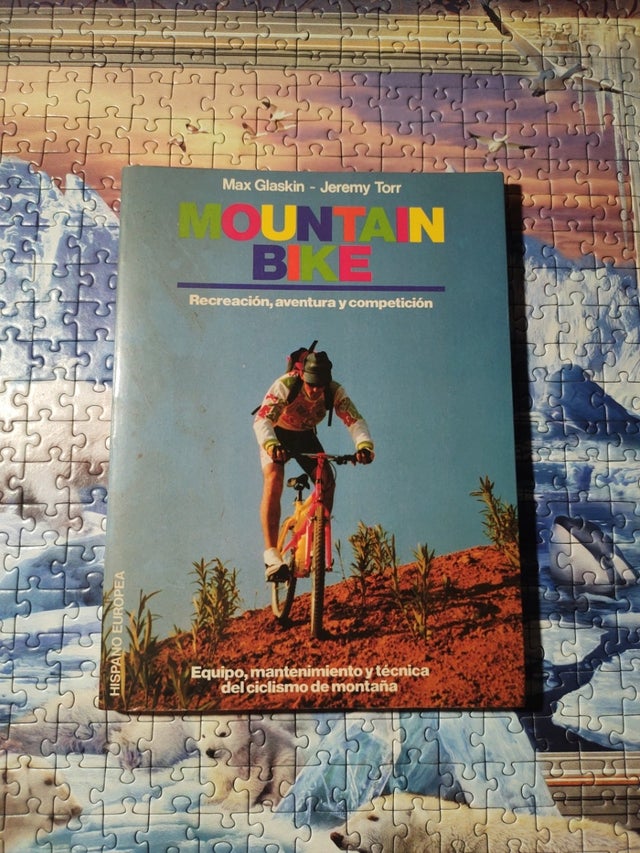 Max Glaskin - Jeremy Torr
MOUNTAIN
BIKE
Recreación, aventura y competición
HISPANO EUROPEA
Equipo, mantenimiento y técnica
del ciclismo de montaña